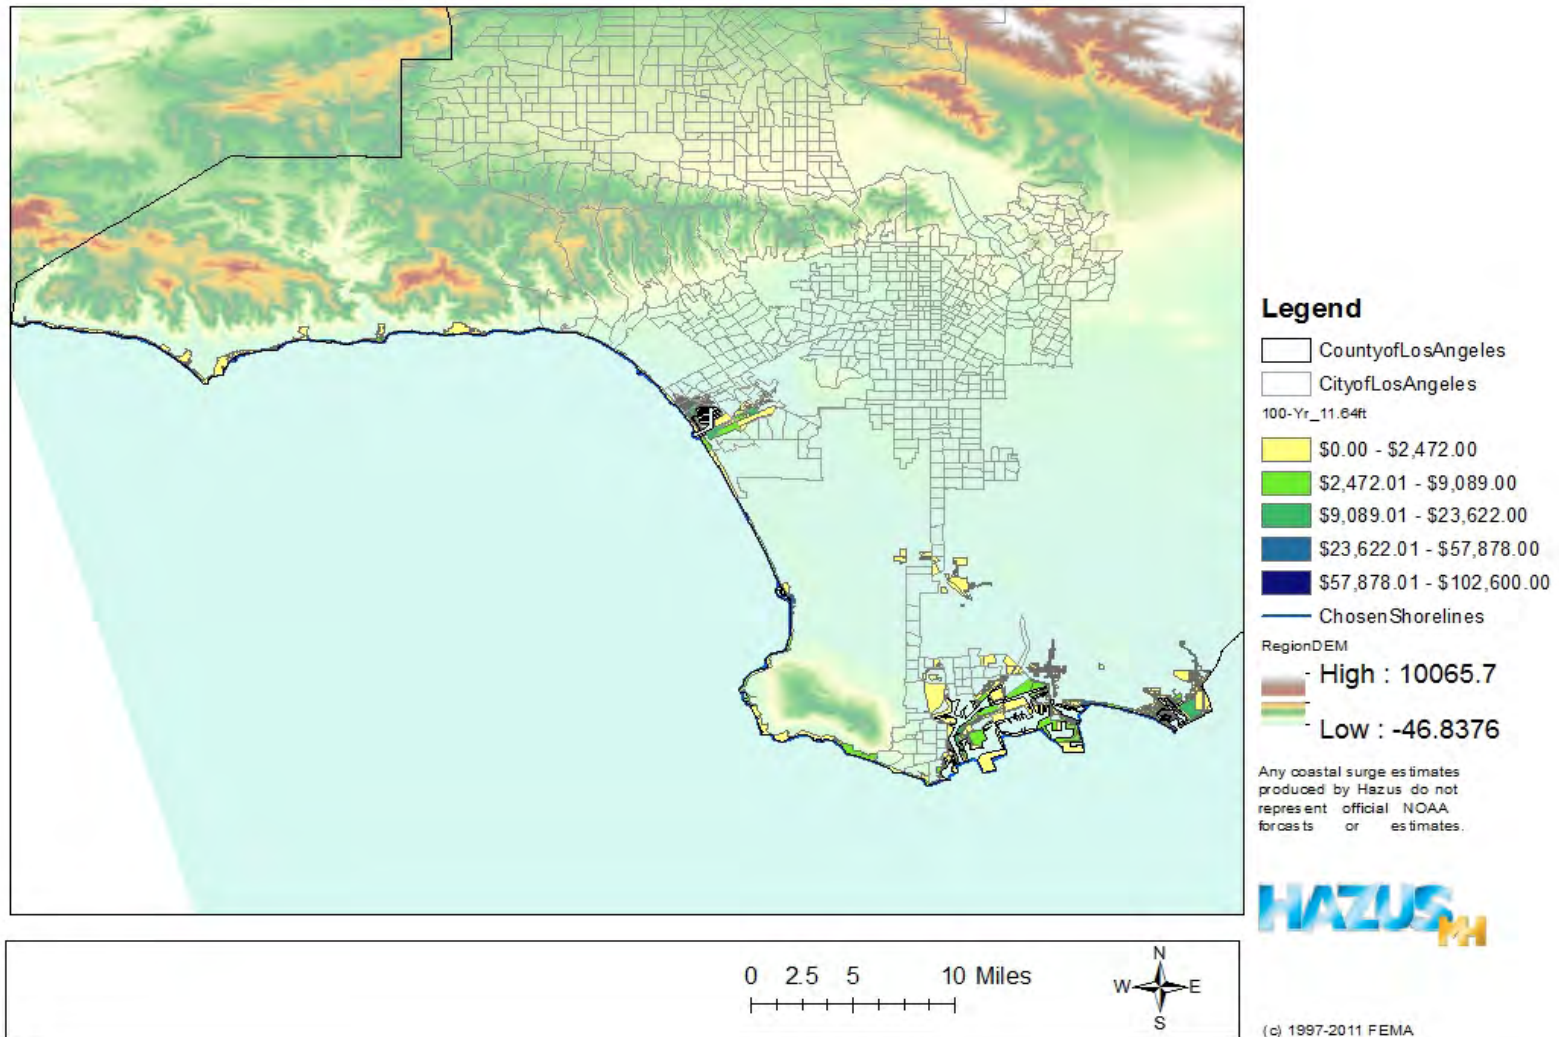 Legend
CountyofLosAngeles
CityofLosAngeles
100-Yr_11.64ft
$0.00 - $2,472.00
$2,472.01 - $9,089.00
$9,089.01 - $23,622.00
$23,622.01 - $57,878.00
$57,878.01 - $102,600.00
ChosenShorelines
RegionDEM
High : 10065.7
Low : -46.8376
Any coastal surge estimates
produced by Hazus do not
represent official NOAA
forcasts or estimates.
HAZUS
MH
0 2.5 5 10 Miles
N
W E
S
(c) 1997-2011 FEMA